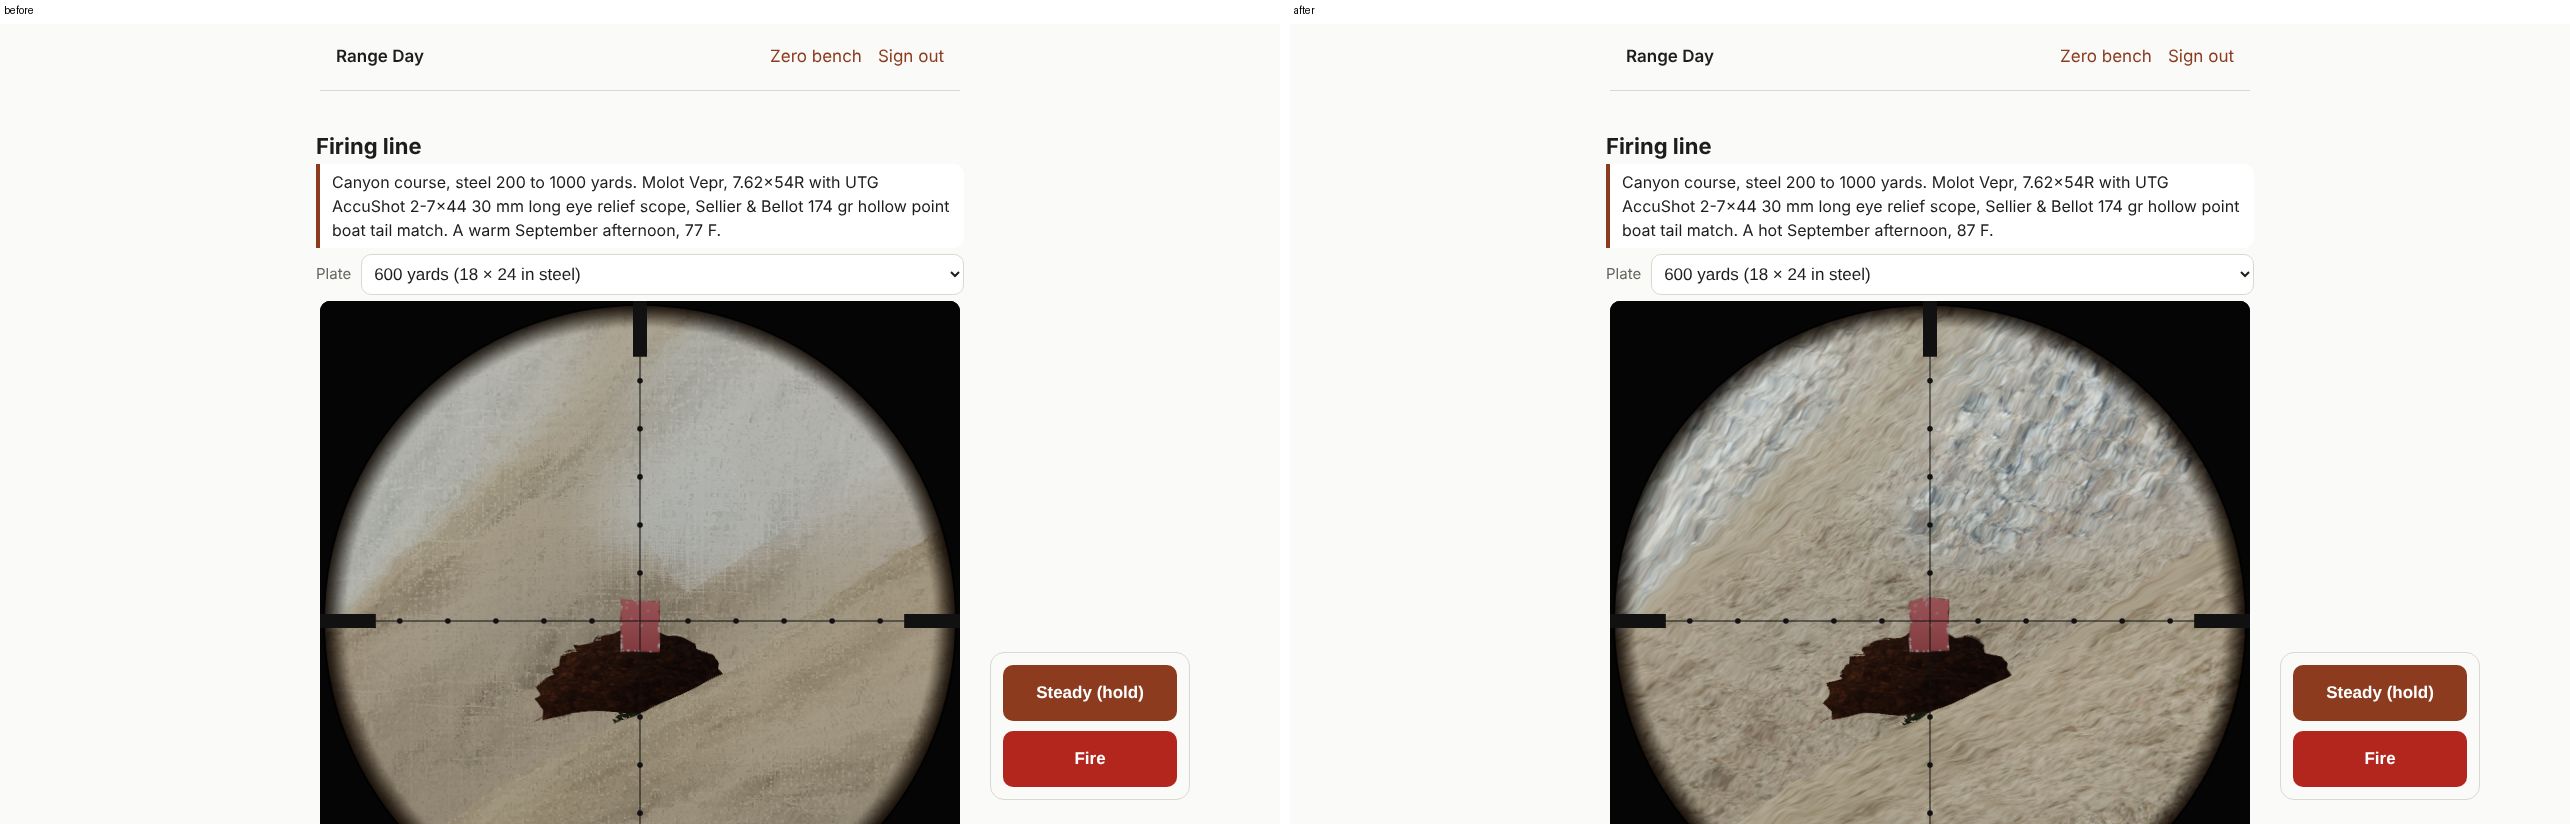 before
Range Day
Zero bench
Sign out
Firing line
Canyon course, steel 200 to 1000 yards. Molot Vepr, 7.62×54R with UTG
AccuShot 2-7×44 30 mm long eye relief scope, Sellier & Bellot 174 gr hollow point
boat tail match. A warm September afternoon, 77 F.
Plate
600 yards (18 × 24 in steel)
Steady (hold)
Fire
after
Range Day
Zero bench
Sign out
Firing line
Canyon course, steel 200 to 1000 yards. Molot Vepr, 7.62×54R with UTG
AccuShot 2-7×44 30 mm long eye relief scope, Sellier & Bellot 174 gr hollow point
boat tail match. A hot September afternoon, 87 F.
Plate
600 yards (18 × 24 in steel)
Steady (hold)
Fire